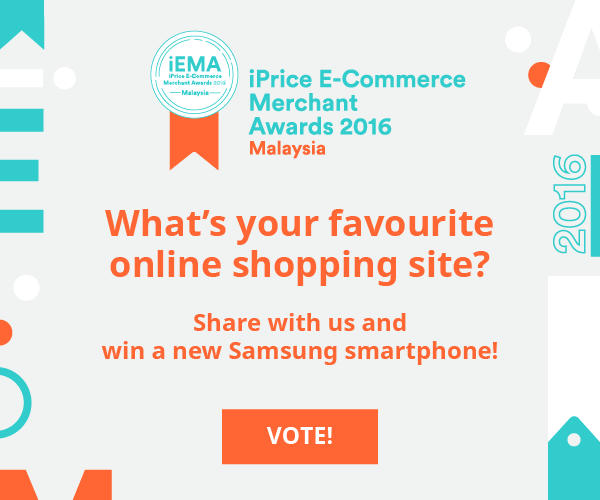 iEMA
iPrice E-Commerce
Merchant Awards 2016
Malaysia
iPrice E-Commerce
Merchant
Awards 2016
Malaysia
2016
What's your favourite
online shopping site?
Share with us and
win a new Samsung smartphone!
VOTE!